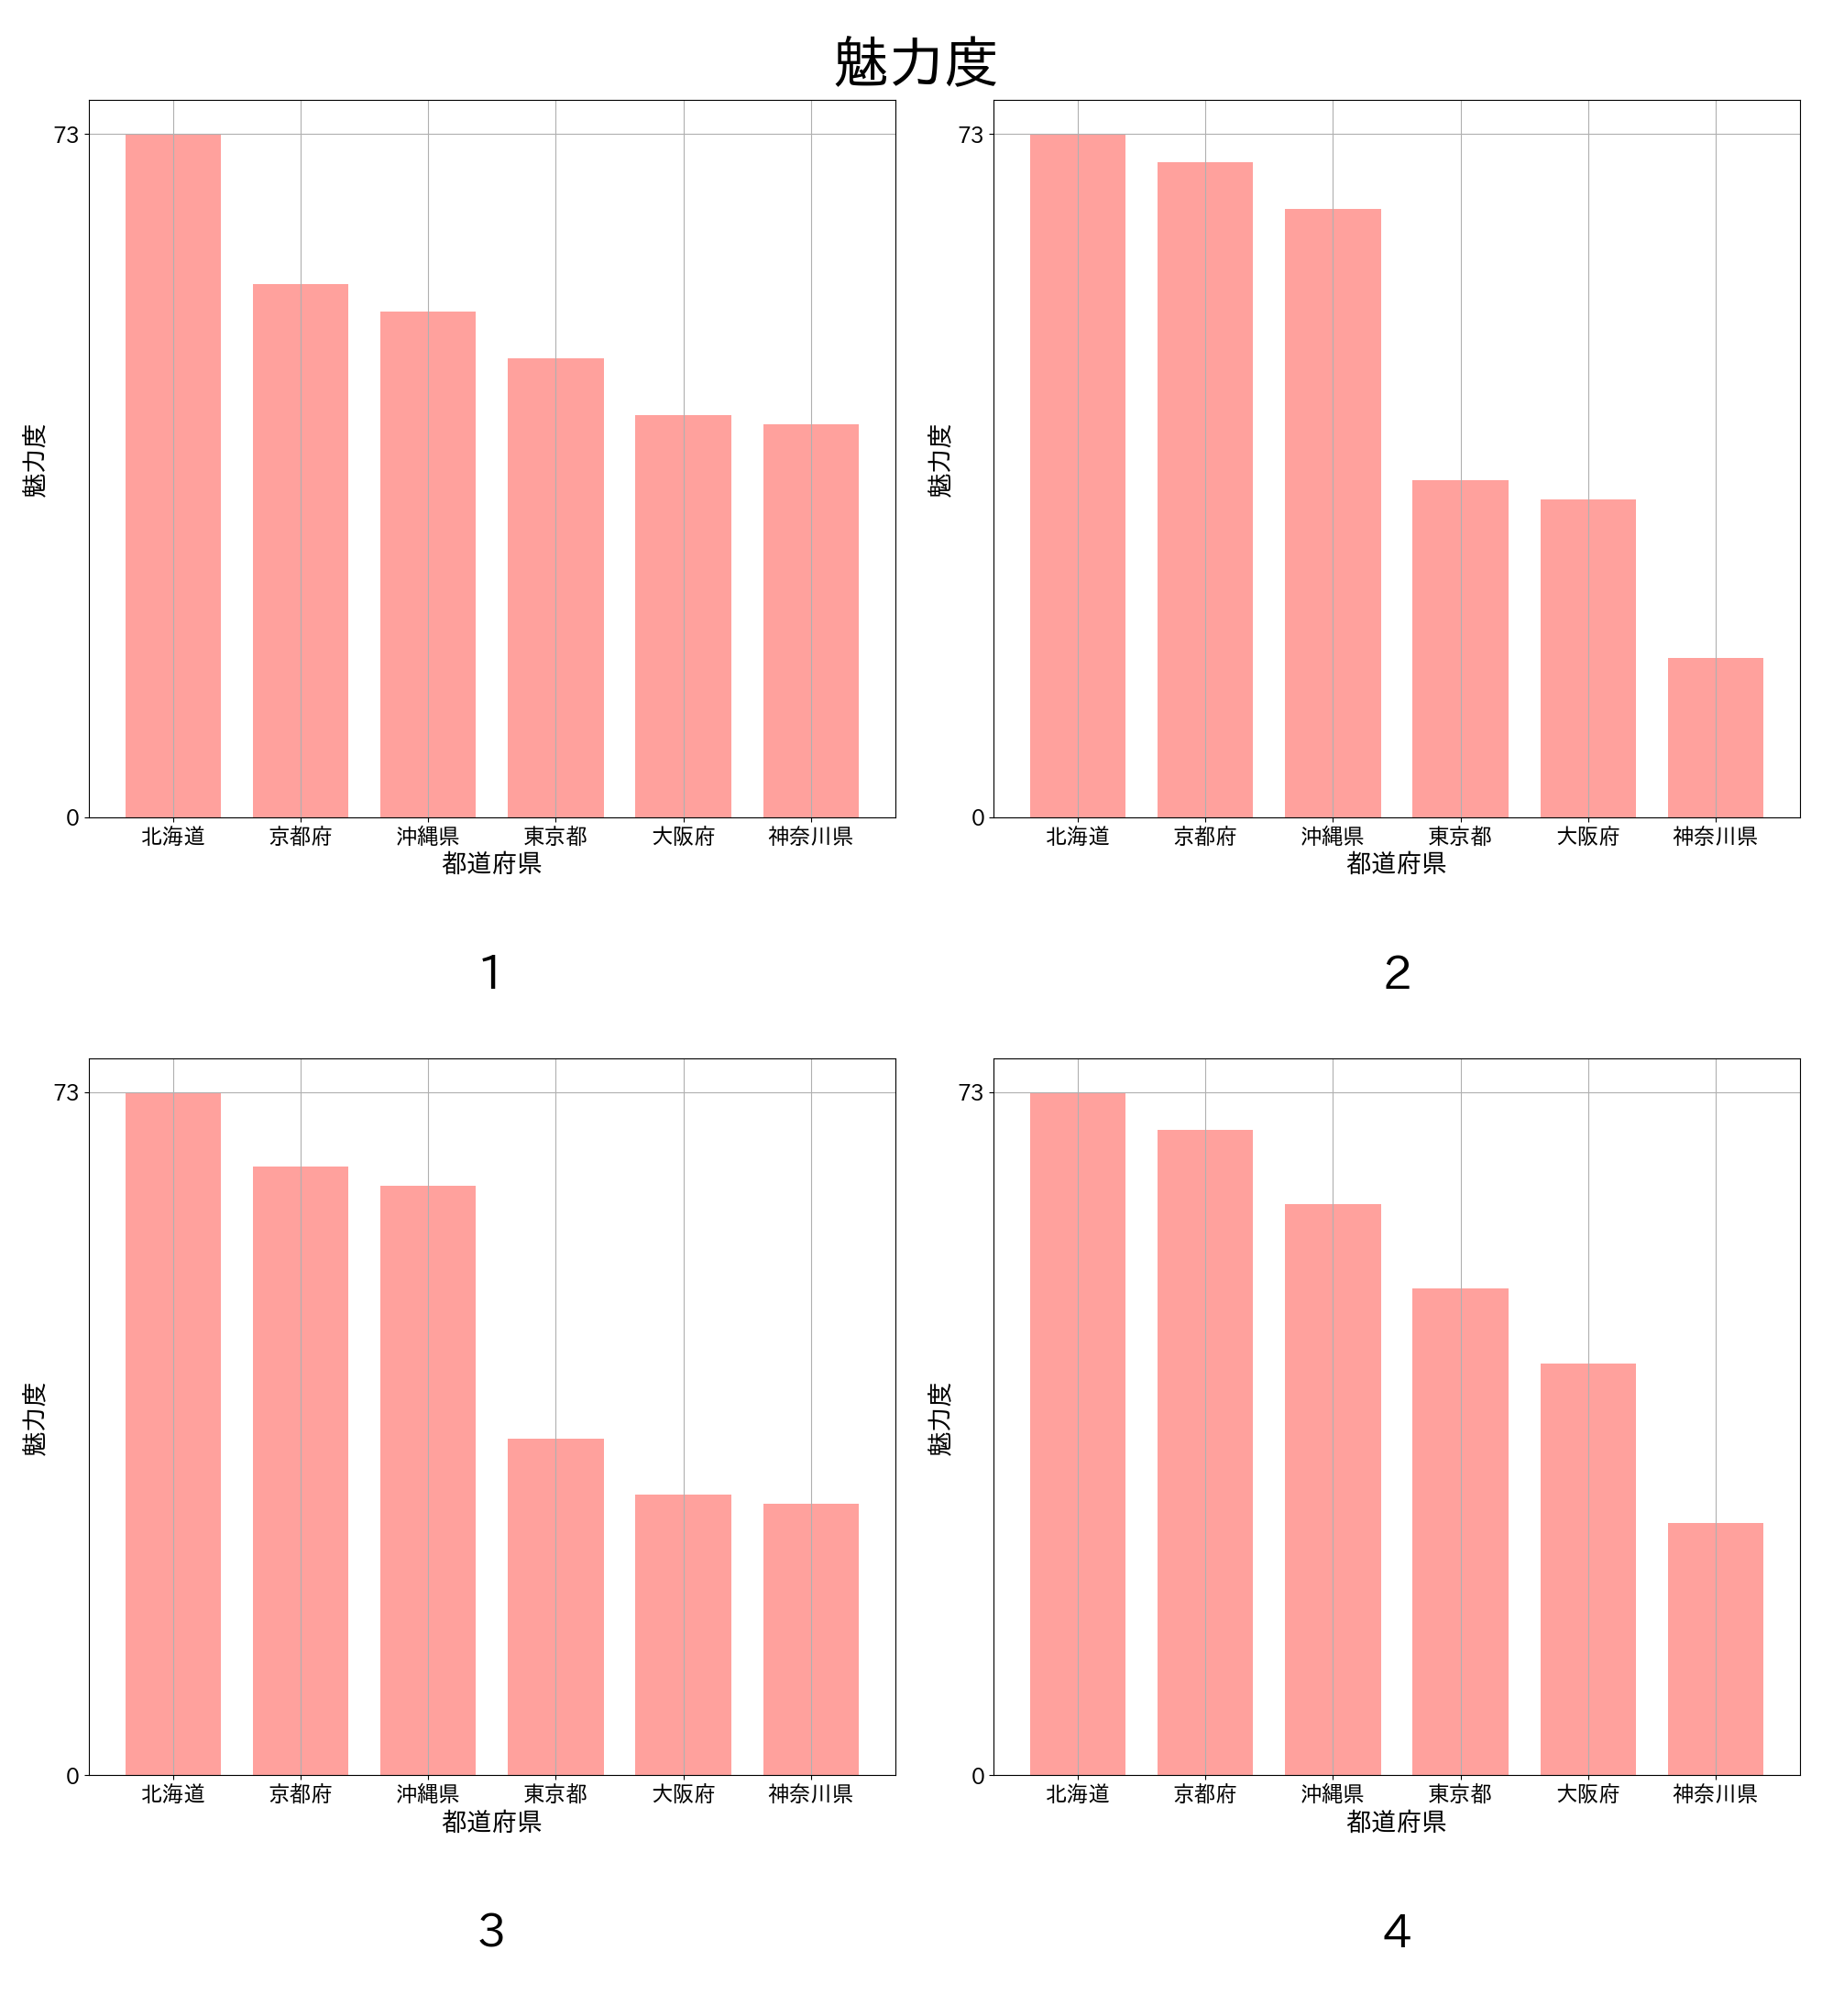 魅力度
魅力度
73
0
北海道 京都府 沖縄県 東京都 大阪府 神奈川県
都道府県
1
魅力度
73
0
北海道 京都府 沖縄県 東京都 大阪府 神奈川県
都道府県
2
魅力度
73
0
北海道 京都府 沖縄県 東京都 大阪府 神奈川県
都道府県
3
魅力度
73
0
北海道 京都府 沖縄県 東京都 大阪府 神奈川県
都道府県
4